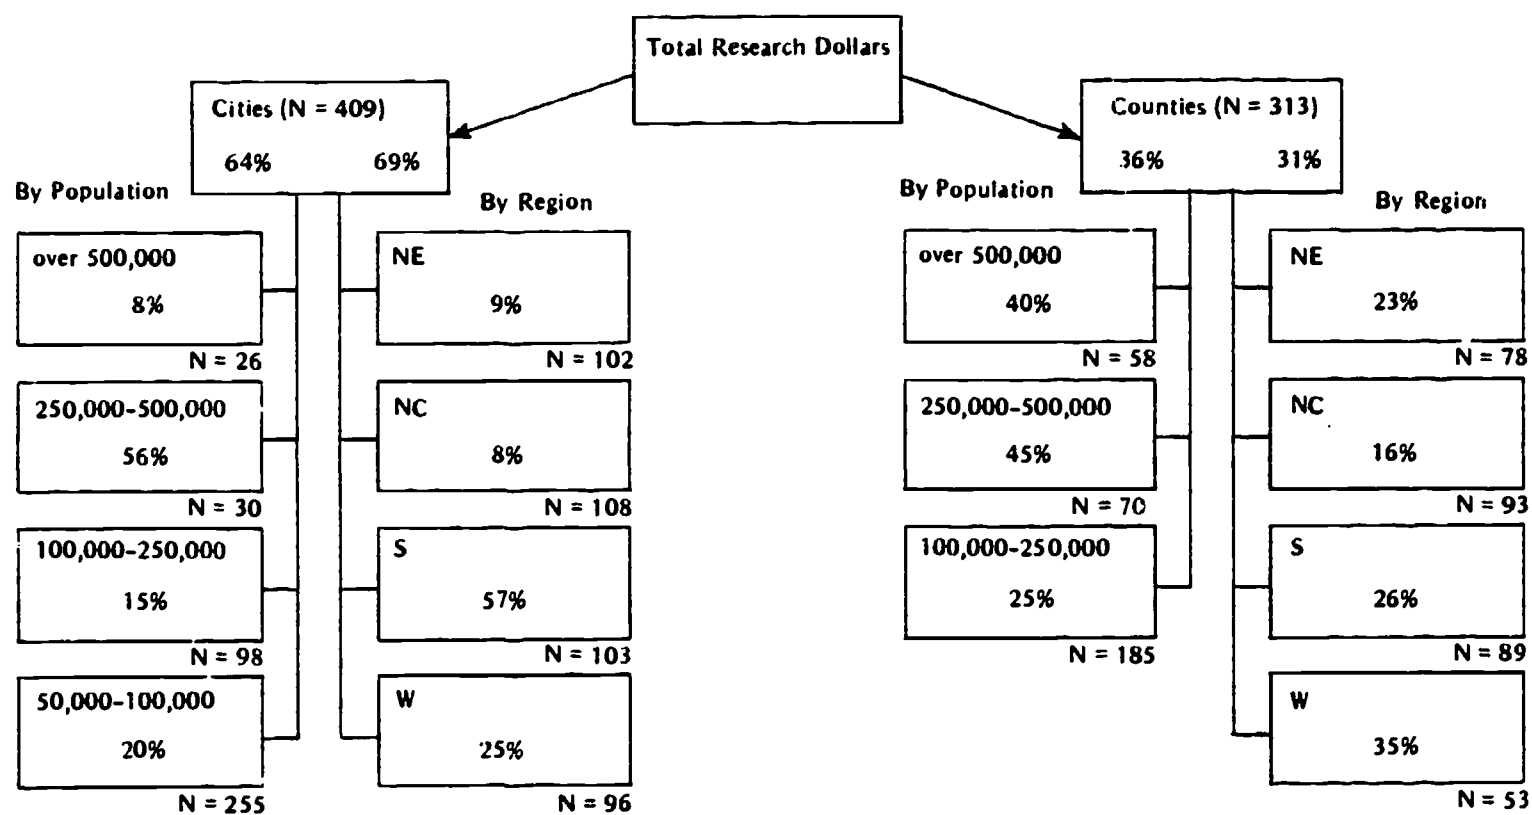 Total Research Dollars
Cities (N = 409)
64% 69%
By Population
over 500,000
8%
N = 26
250,000-500,000
56%
N = 30
100,000-250,000
15%
N = 98
50,000-100,000
20%
N = 255
By Region
NE
9%
N = 102
NC
8%
N = 108
S
57%
N = 103
W
25%
N = 96
Counties (N = 313)
36% 31%
By Population
over 500,000
40%
N = 58
250,000-500,000
45%
N = 70
100,000-250,000
25%
N = 185
By Region
NE
23%
N = 78
NC
16%
N = 93
S
26%
N = 89
W
35%
N = 53